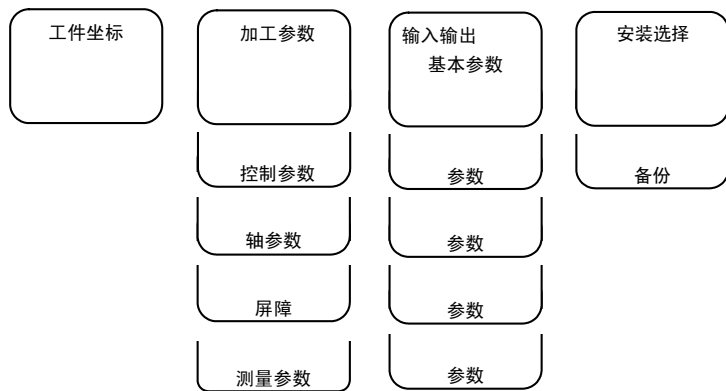 工件坐标
加工参数
输入输出
基本参数
安装选择
控制参数
参数
备份
轴参数
参数
屏障
参数
测量参数
参数